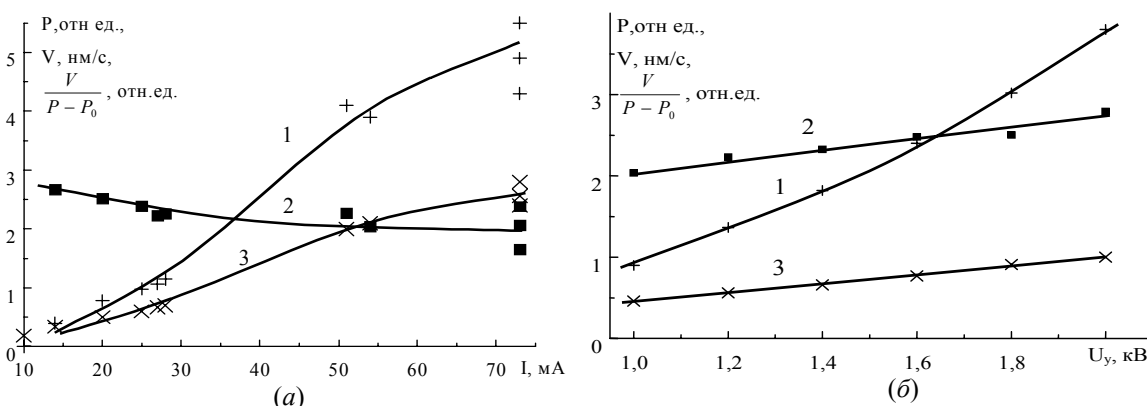 P,отн ед.,
V, нм/с,
V
P − P₀ , отн.ед.
5
4
3
2
1
0
1
2
3
10 20 30 40 50 60 70 I, мА
(а)
P,отн ед.,
V, нм/с,
V
P − P₀ , отн.ед.
3
2
1
0
2
1
3
1,0 1,2 1,4 1,6 1,8 1,0 Uу, кВ
(б)